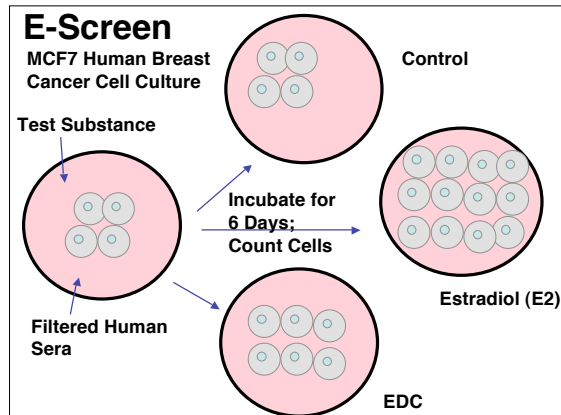 E-Screen
MCF7 Human Breast
Cancer Cell Culture
Control
Test Substance
Incubate for
6 Days;
Count Cells
Estradiol (E2)
Filtered Human
Sera
EDC